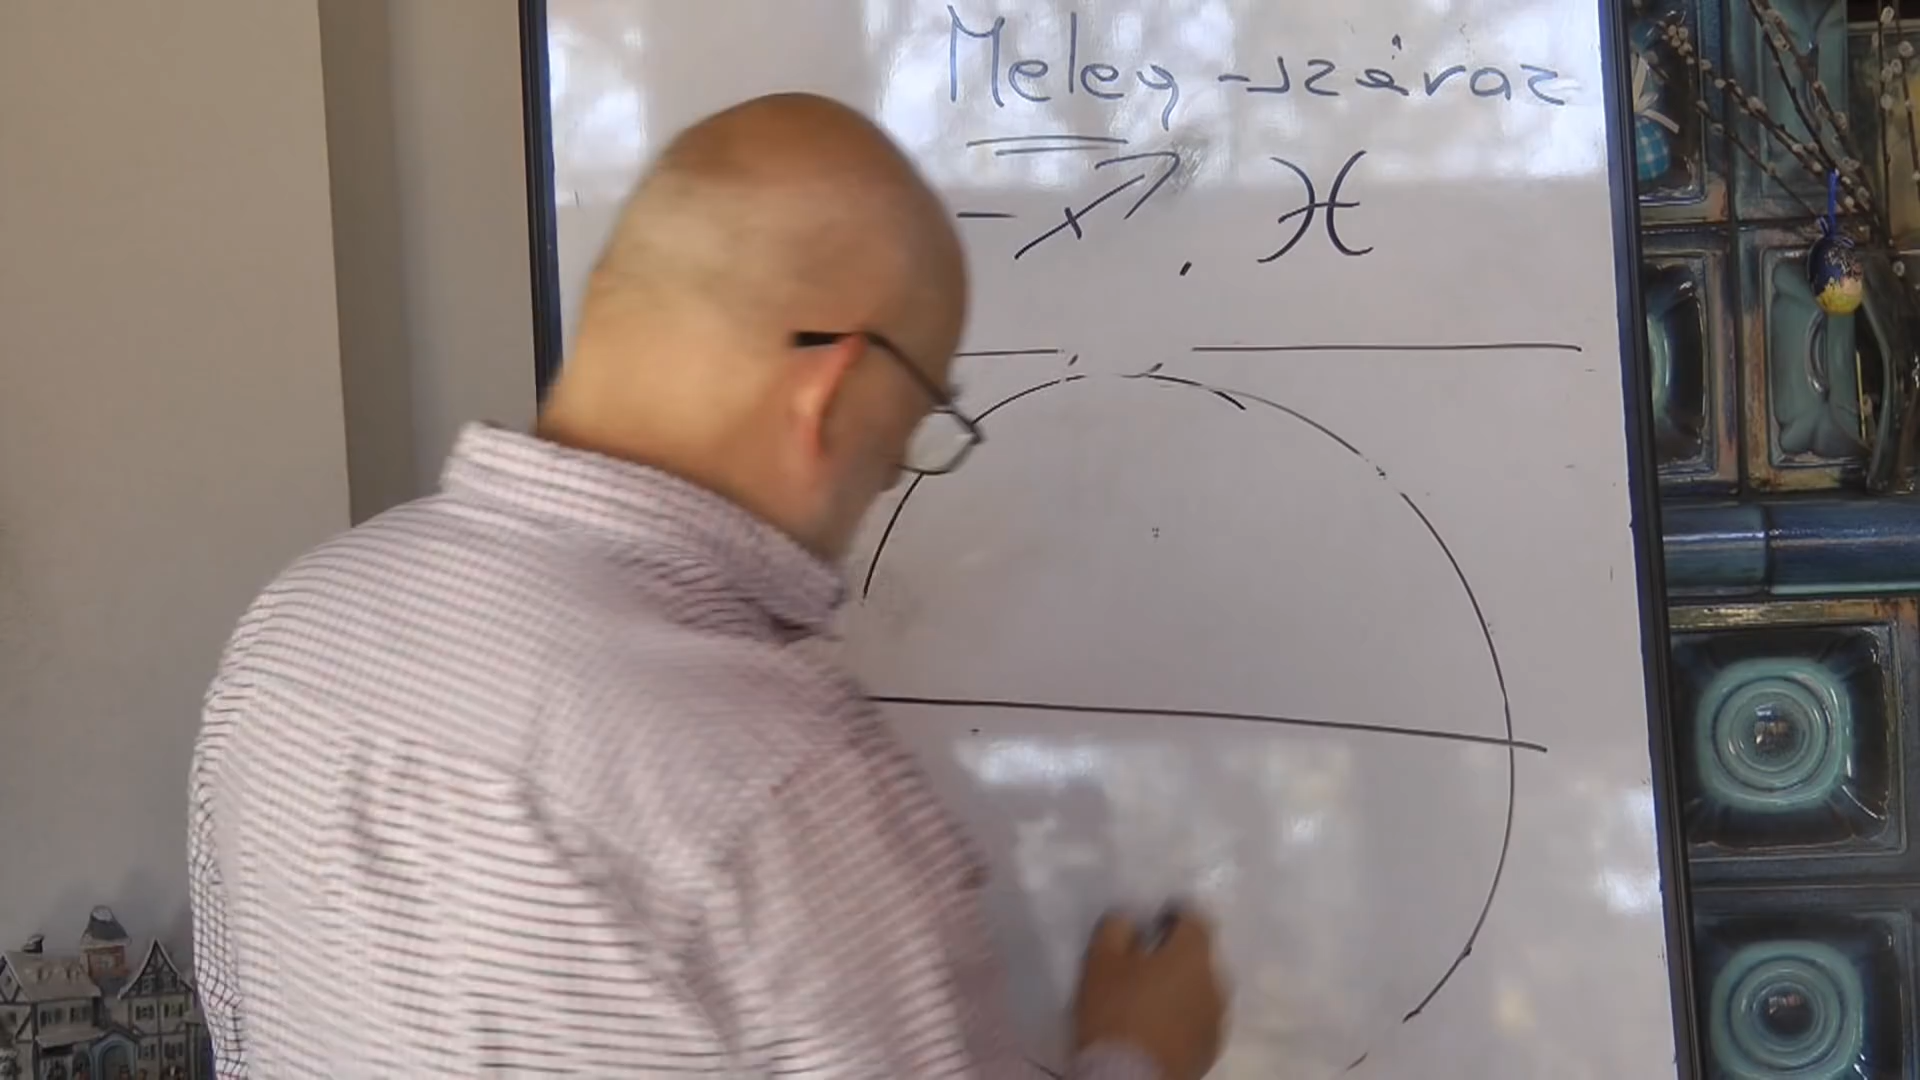 Meleg - száraz
- ♐ ♓